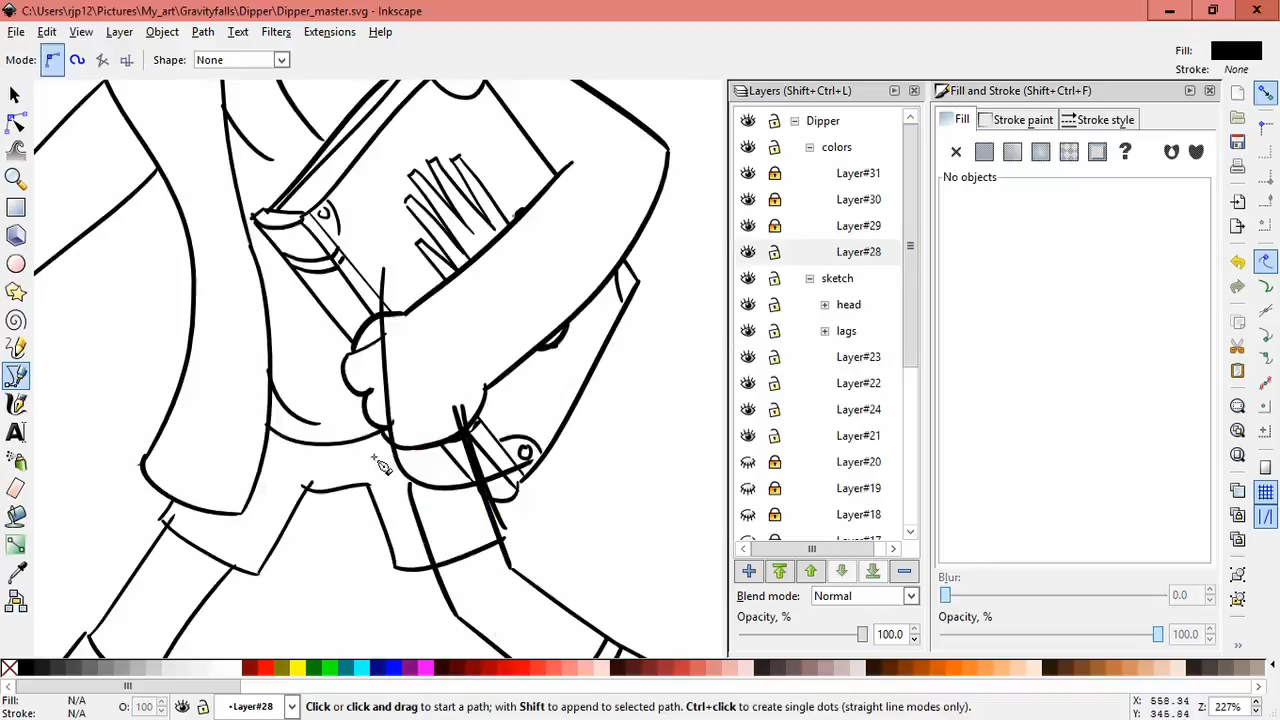 C:\Users\rjp12\Pictures\My_art\Gravityfalls\Dipper\Dipper_master.svg - Inkscape
File Edit View Layer Object Path Text Filters Extensions Help
Mode: Shape: None Fill: Stroke: None
Layers (Shift+Ctrl+L)
Fill and Stroke (Shift+Ctrl+F)
Fill Stroke paint Stroke style
No objects
Dipper
colors
Layer#31
Layer#30
Layer#29
Layer#28
sketch
head
lags
Layer#23
Layer#22
Layer#24
Layer#21
Layer#20
Layer#19
Layer#18
Blend mode: Normal
Opacity, %
100.0
Blur:
0.0
Opacity, %
100.0
Fill: N/A
Stroke: N/A
O: 100
•Layer#28
Click or click and drag to start a path; with Shift to append to selected path. Ctrl+click to create single dots (straight line modes only).
X: 558.34
Y: 345.94
Z: 227%